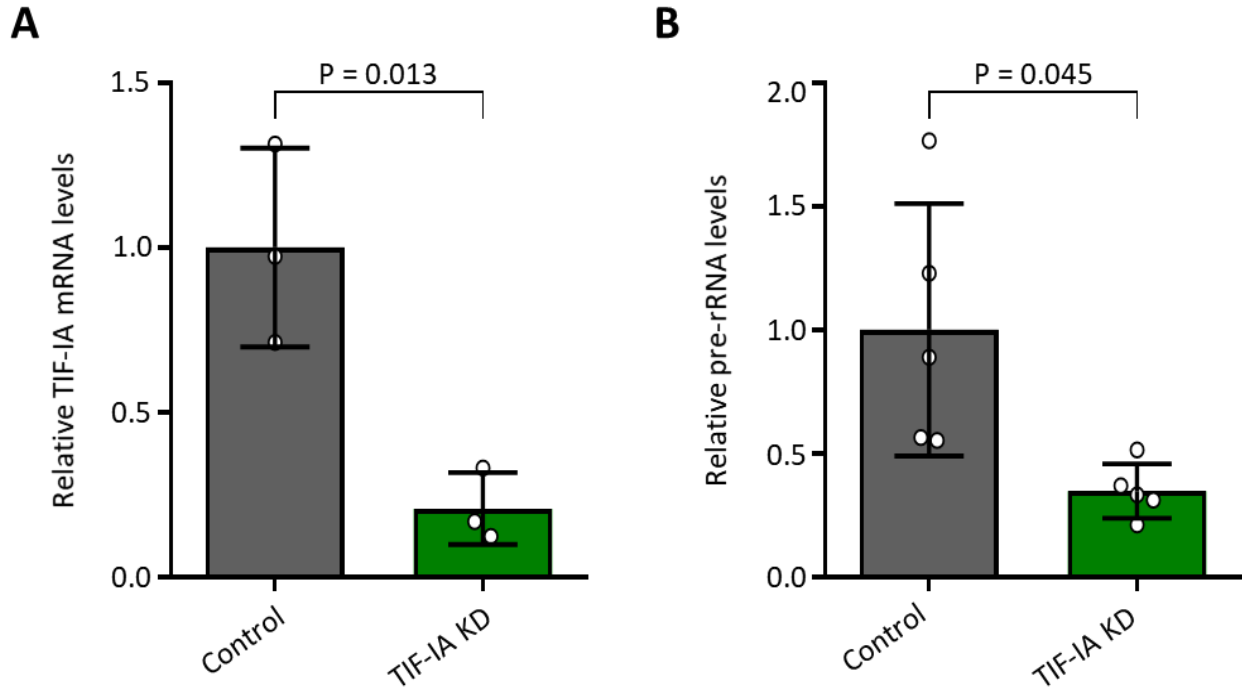 A
P = 0.013
Relative TIF-IA mRNA levels
1.5
1.0
0.5
0.0
Control
TIF-IA KD
B
P = 0.045
Relative pre-rRNA levels
2.0
1.5
1.0
0.5
0.0
Control
TIF-IA KD